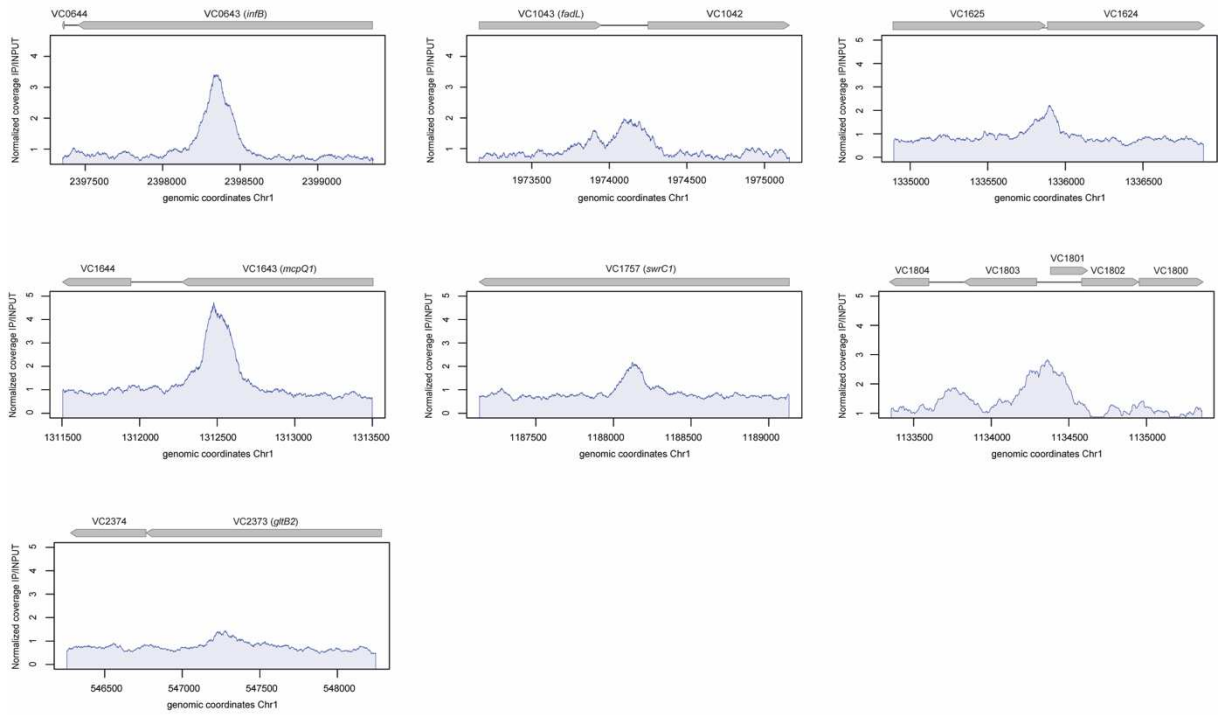 VC0644 VC0643 (infB)
Normalized coverage IP/INPUT
4
3
2
1
2397500 2398000 2398500 2399000
genomic coordinates Chr1
VC1043 (fadL) VC1042
Normalized coverage IP/INPUT
4
3
2
1
1973500 1974000 1974500 1975000
genomic coordinates Chr1
VC1625 VC1624
Normalized coverage IP/INPUT
5
4
3
2
1
0
1335000 1335500 1336000 1336500
genomic coordinates Chr1
VC1644 VC1643 (mcpQ1)
Normalized coverage IP/INPUT
5
4
3
2
1
0
1311500 1312000 1312500 1313000 1313500
genomic coordinates Chr1
VC1757 (swrC1)
Normalized coverage IP/INPUT
5
4
3
2
1
0
1187500 1188000 1188500 1189000
genomic coordinates Chr1
VC1801
VC1804 VC1803 VC1802 VC1800
Normalized coverage IP/INPUT
5
4
3
2
1
1133500 1134000 1134500 1135000
genomic coordinates Chr1
VC2374 VC2373 (gltB2)
Normalized coverage IP/INPUT
5
4
3
2
1
0
546500 547000 547500 548000
genomic coordinates Chr1